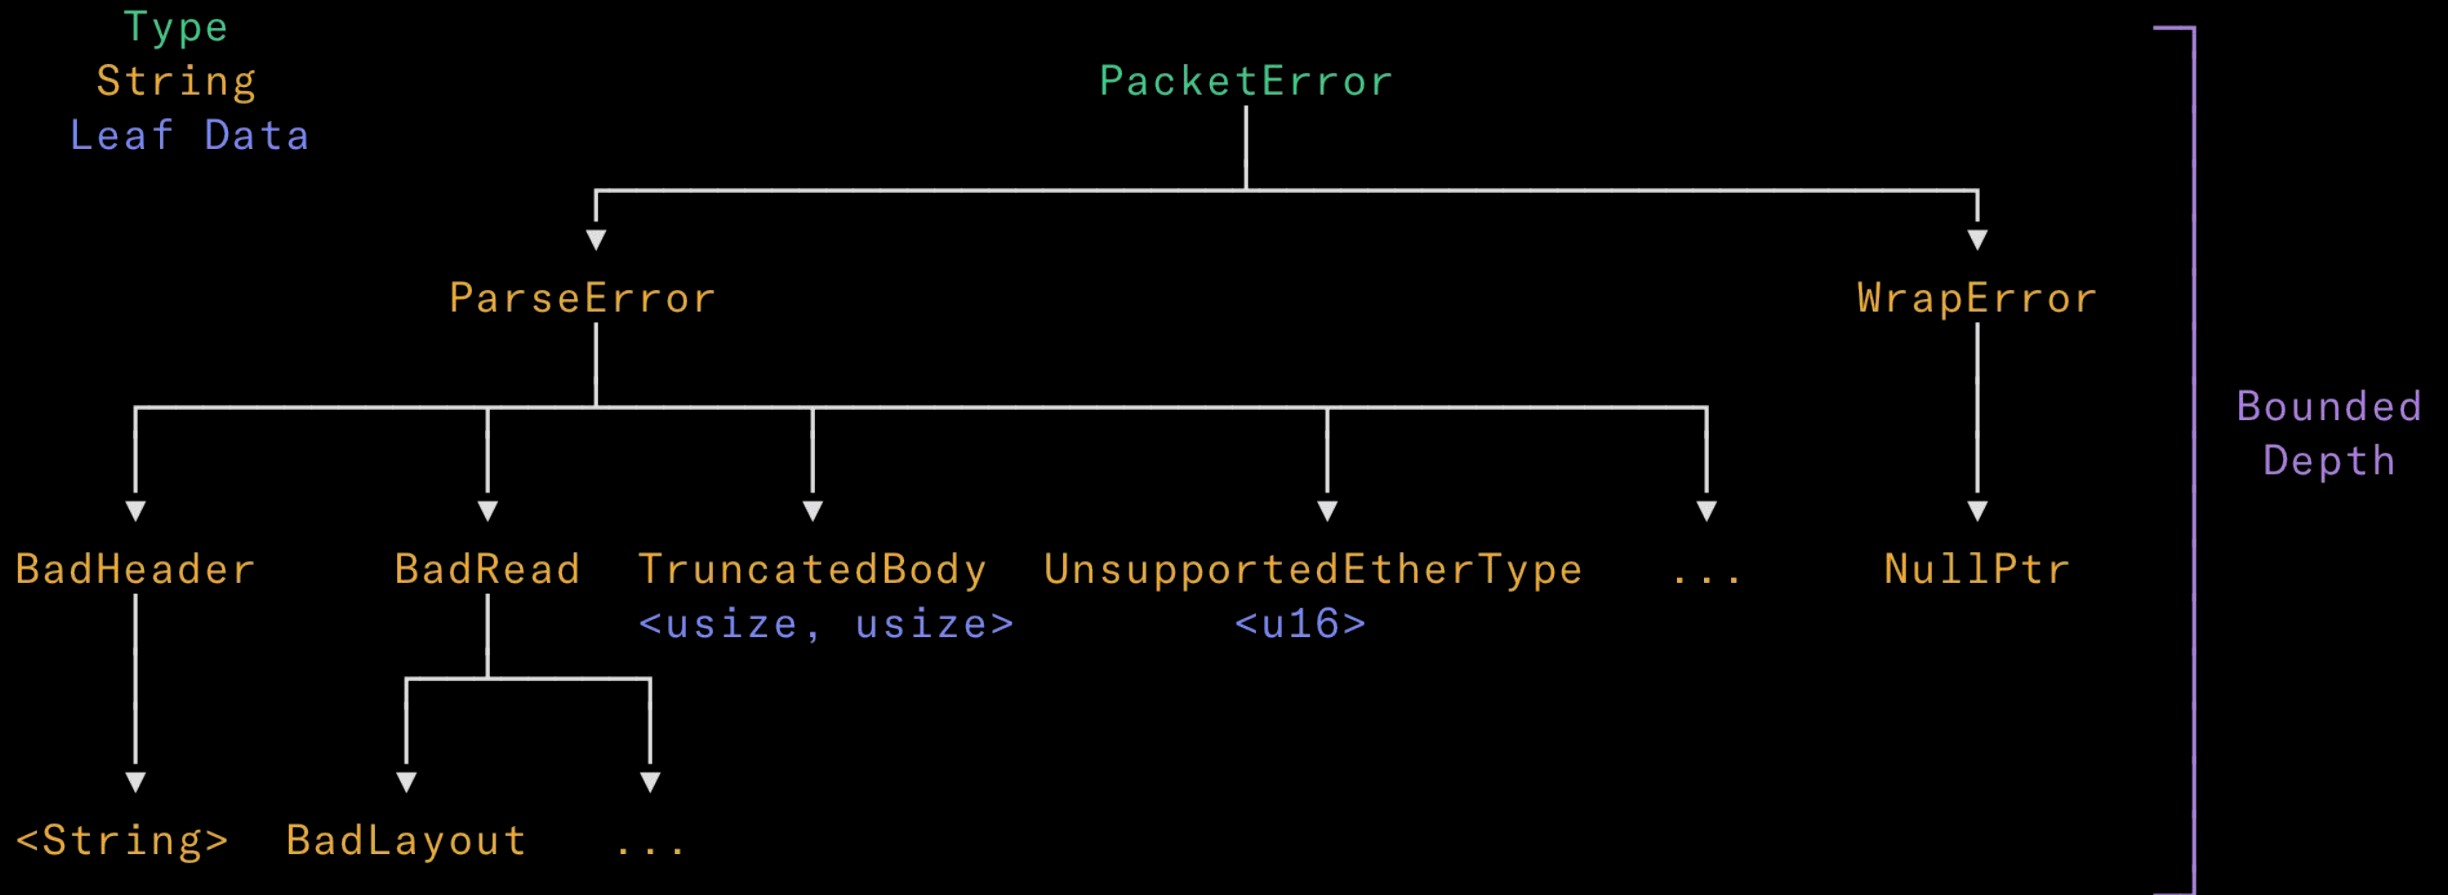 Type
String
Leaf Data
PacketError
ParseError
WrapError
Bounded
Depth
BadHeader
BadRead
TruncatedBody
<usize, usize>
UnsupportedEtherType
<u16>
...
NullPtr
<String>
BadLayout
...